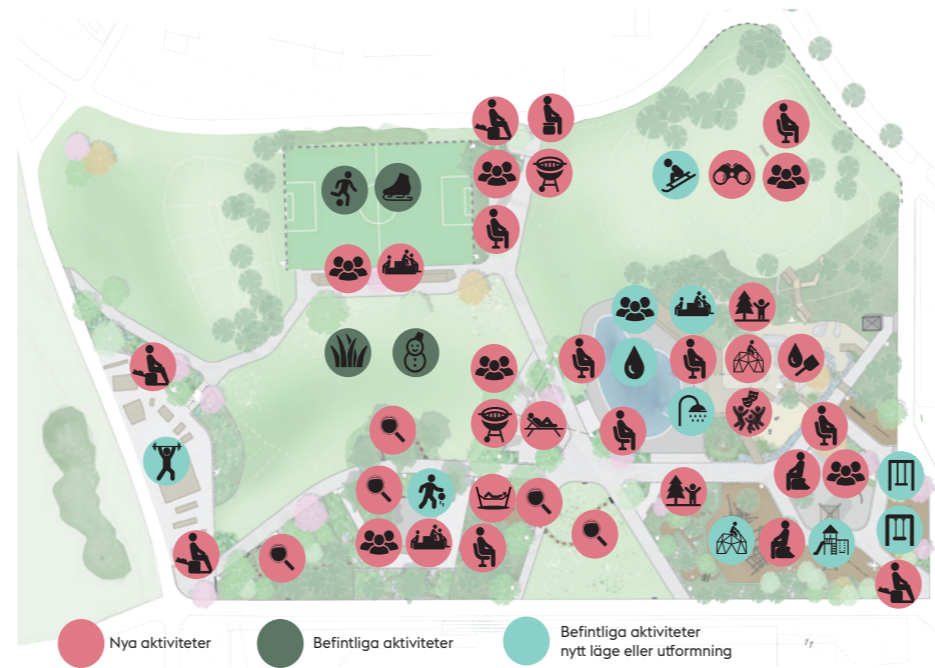 Nya aktiviteter
Befintliga aktiviteter
Befintliga aktiviteter
nytt läge eller utformning